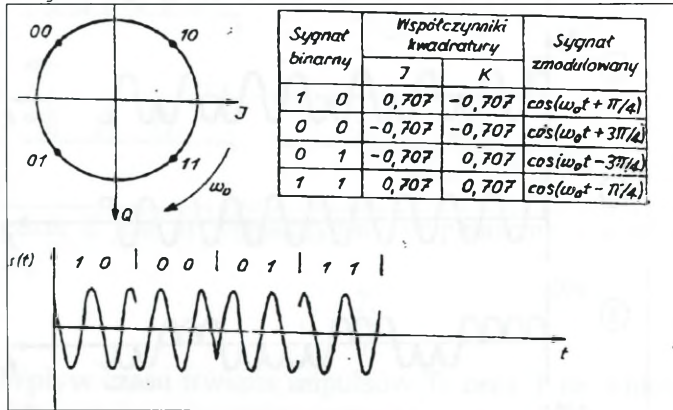 00 10
J
01 11
ω₀
Q
Sygnał binarny Współczynniki kwadratury Sygnał zmodulowany
J K
1 0 0,707 -0,707 cos(ω₀t + π/4)
0 0 -0,707 -0,707 cos(ω₀t + 3π/4)
0 1 -0,707 0,707 cos(ω₀t - 3π/4)
1 1 0,707 0,707 cos(ω₀t - π/4)
s(t) 1 0 | 0 0 | 0 1 | 1 1 |
t